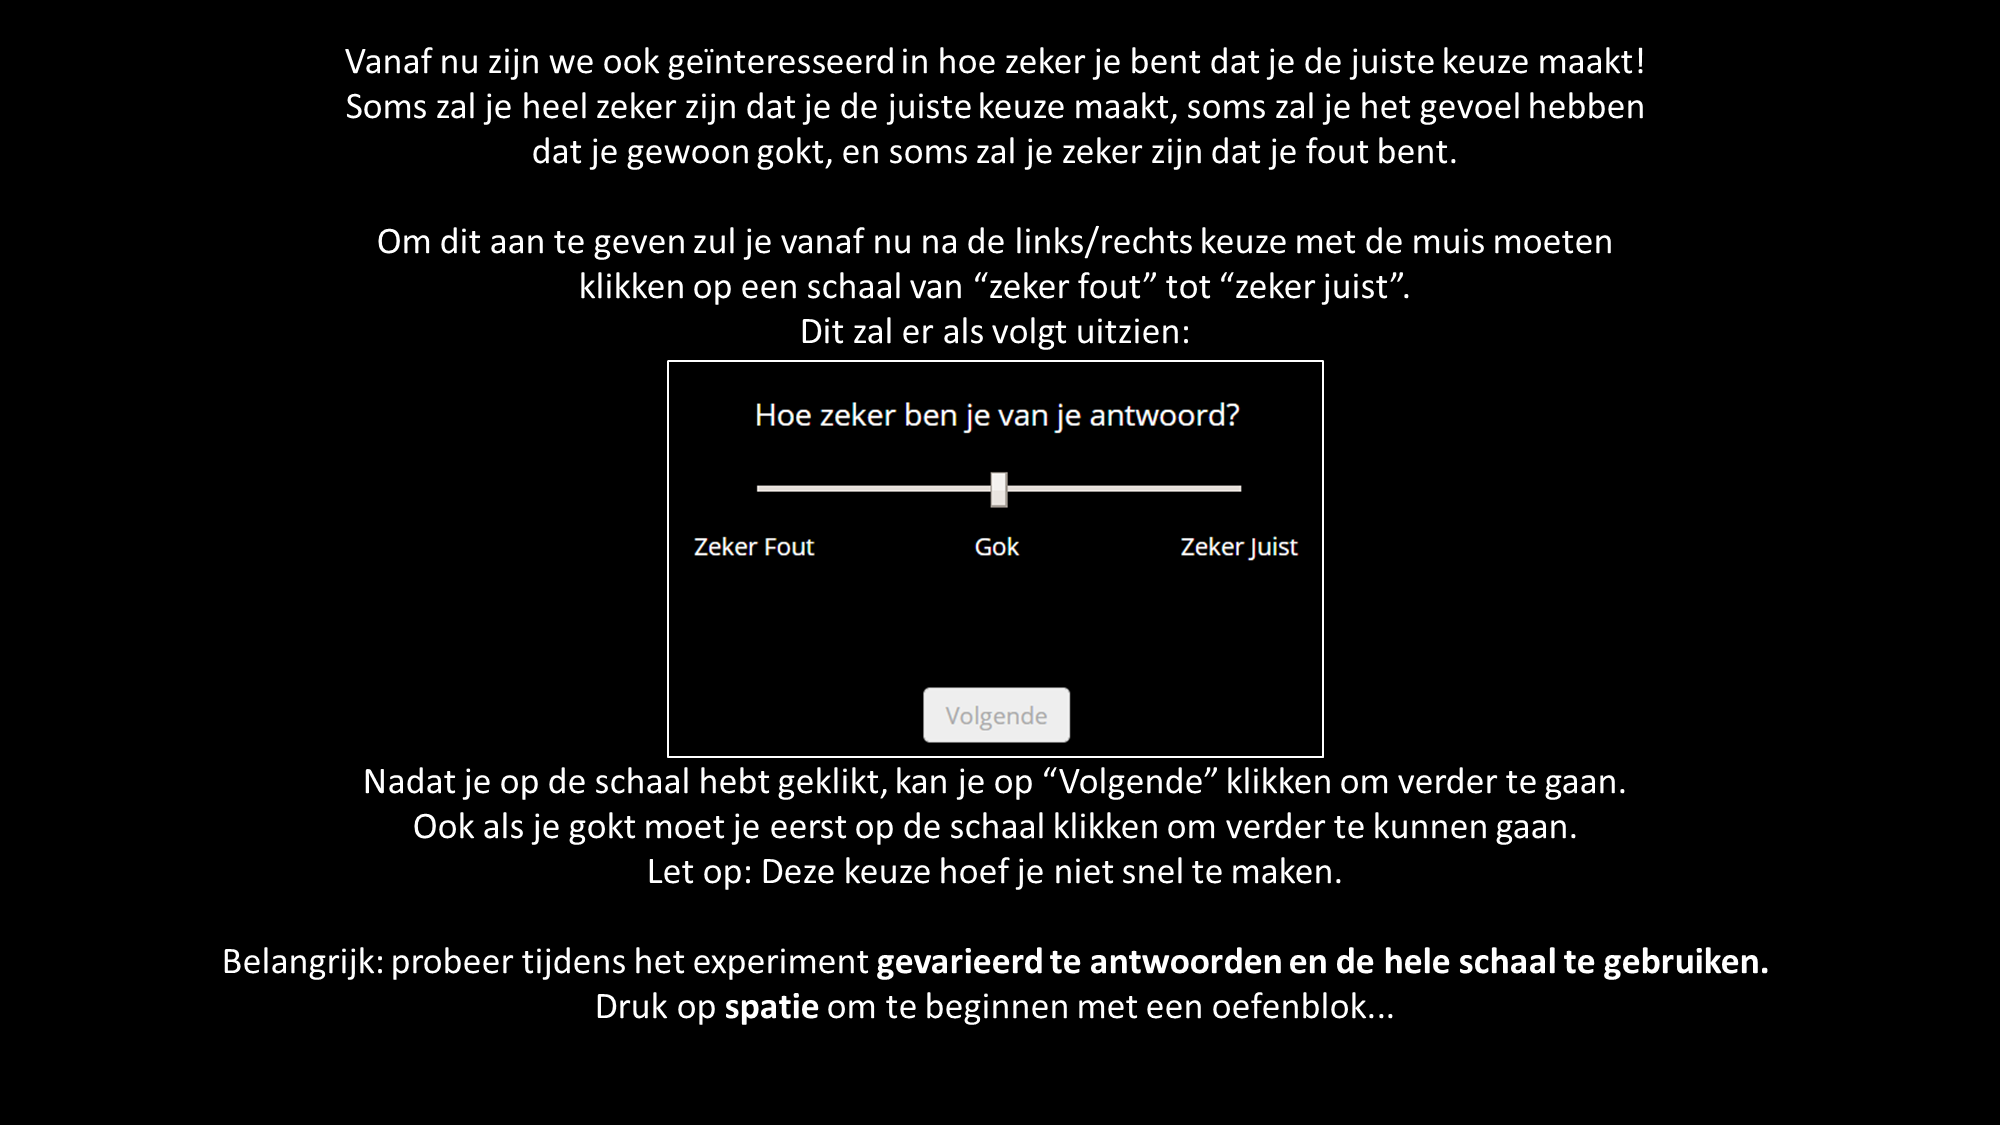 Vanaf nu zijn we ook geïnteresseerd in hoe zeker je bent dat je de juiste keuze maakt!
Soms zal je heel zeker zijn dat je de juiste keuze maakt, soms zal je het gevoel hebben
dat je gewoon gokt, en soms zal je zeker zijn dat je fout bent.
Om dit aan te geven zul je vanaf nu na de links/rechts keuze met de muis moeten
klikken op een schaal van “zeker fout” tot “zeker juist”.
Dit zal er als volgt uitzien:
Hoe zeker ben je van je antwoord?
Zeker Fout Gok Zeker Juist
Volgende
Nadat je op de schaal hebt geklikt, kan je op “Volgende” klikken om verder te gaan.
Ook als je gokt moet je eerst op de schaal klikken om verder te kunnen gaan.
Let op: Deze keuze hoef je niet snel te maken.
Belangrijk: probeer tijdens het experiment gevarieerd te antwoorden en de hele schaal te gebruiken.
Druk op spatie om te beginnen met een oefenblok...